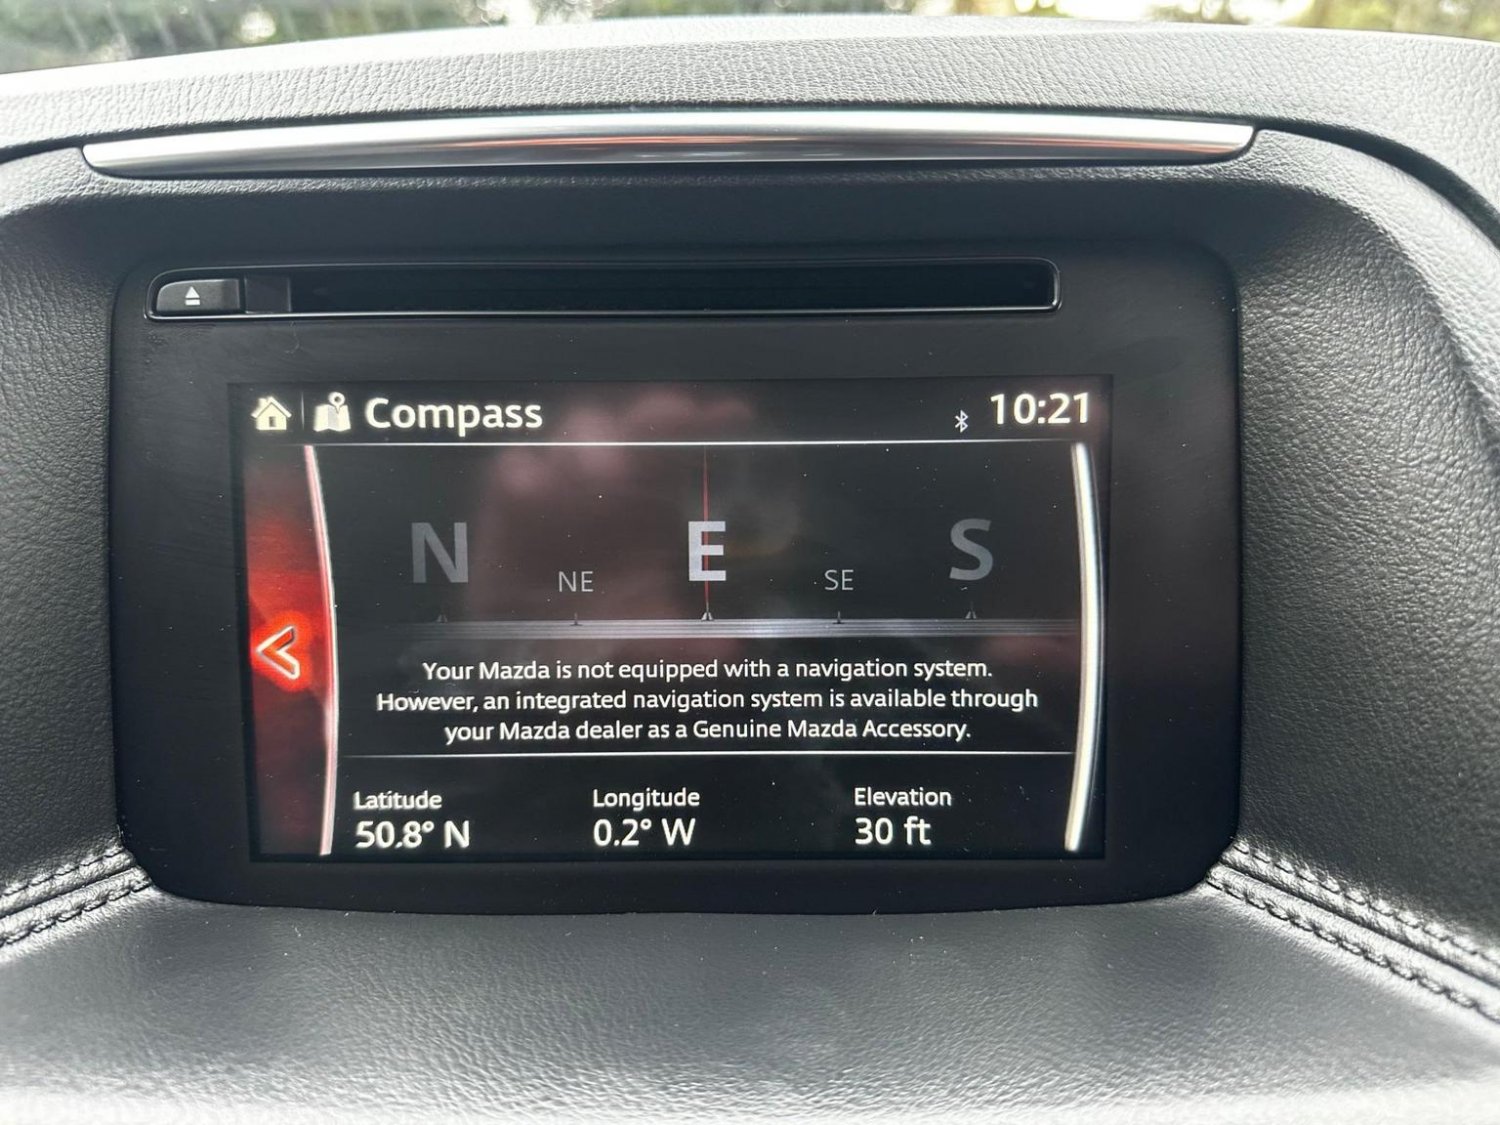 Compass
10:21
N
NE
E
SE
S
Your Mazda is not equipped with a navigation system.
However, an integrated navigation system is available through
your Mazda dealer as a Genuine Mazda Accessory.
Latitude Longitude Elevation
50.8° N 0.2° W 30 ft